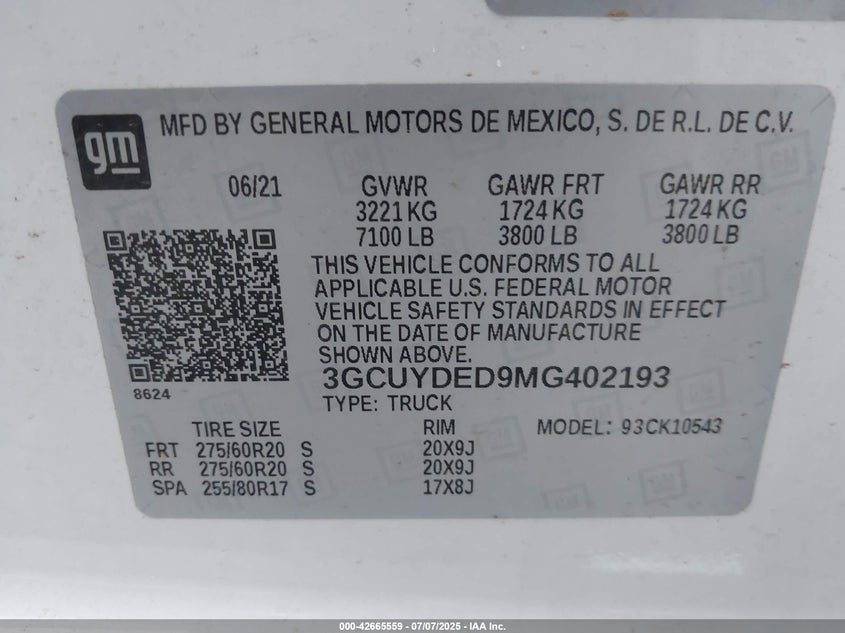 gm
MFD BY GENERAL MOTORS DE MEXICO, S. DE R.L. DE C.V.
06/21 GVWR GAWR FRT GAWR RR
3221 KG 1724 KG 1724 KG
7100 LB 3800 LB 3800 LB
THIS VEHICLE CONFORMS TO ALL
APPLICABLE U.S. FEDERAL MOTOR
VEHICLE SAFETY STANDARDS IN EFFECT
ON THE DATE OF MANUFACTURE
SHOWN ABOVE.
3GCUYDED9MG402193
8624
TYPE: TRUCK
TIRE SIZE RIM MODEL: 93CK10543
FRT 275/60R20 S 20X9J
RR 275/60R20 S 20X9J
SPA 255/80R17 S 17X8J
000-42665559 - 07/07/2025 - IAA Inc.